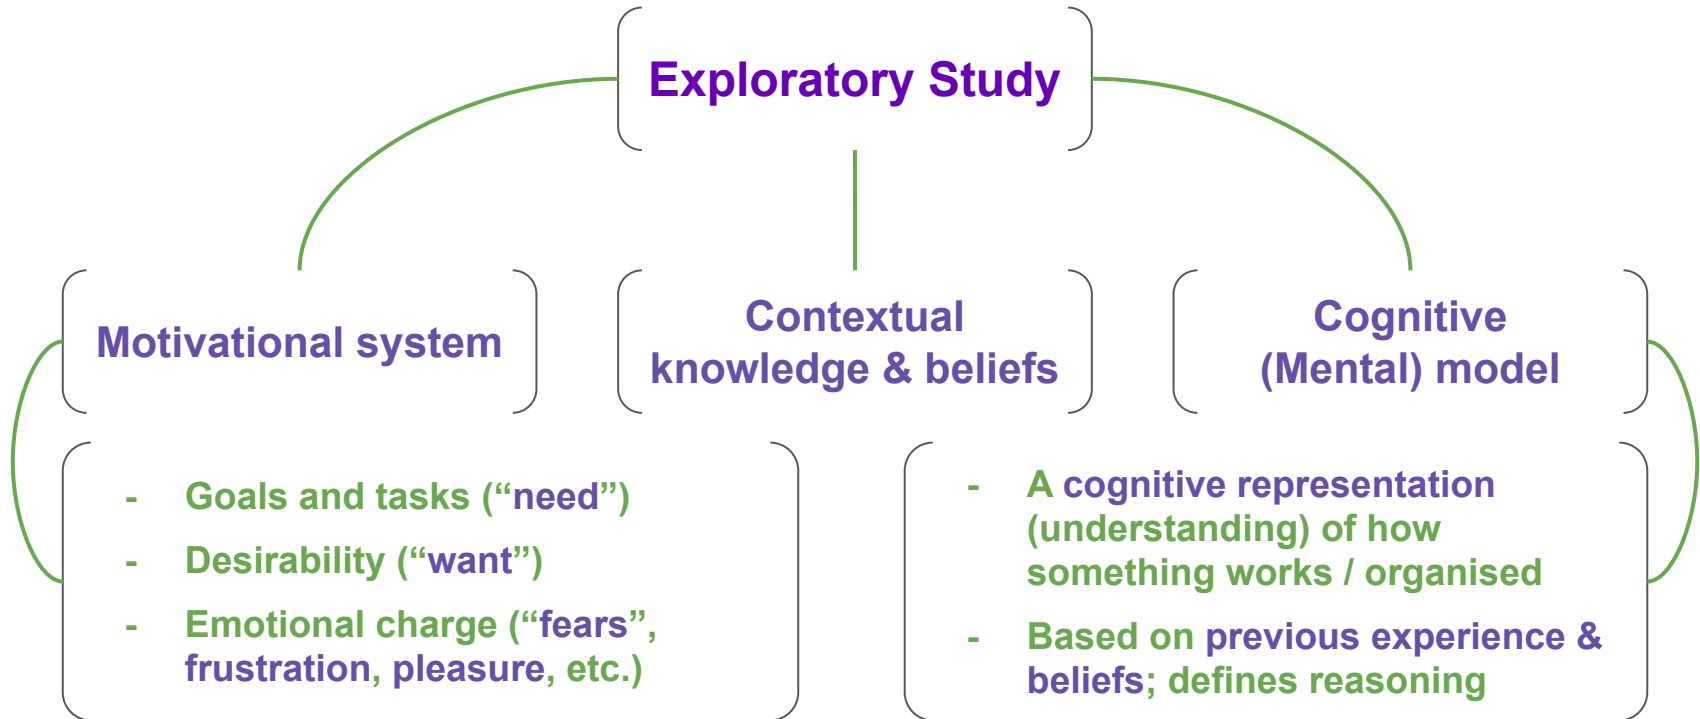 Exploratory Study
Motivational system
Contextual
knowledge & beliefs
Cognitive
(Mental) model
- Goals and tasks (“need”)
- Desirability (“want”)
- Emotional charge (“fears”,
frustration, pleasure, etc.)
- A cognitive representation
(understanding) of how
something works / organised
- Based on previous experience &
beliefs; defines reasoning